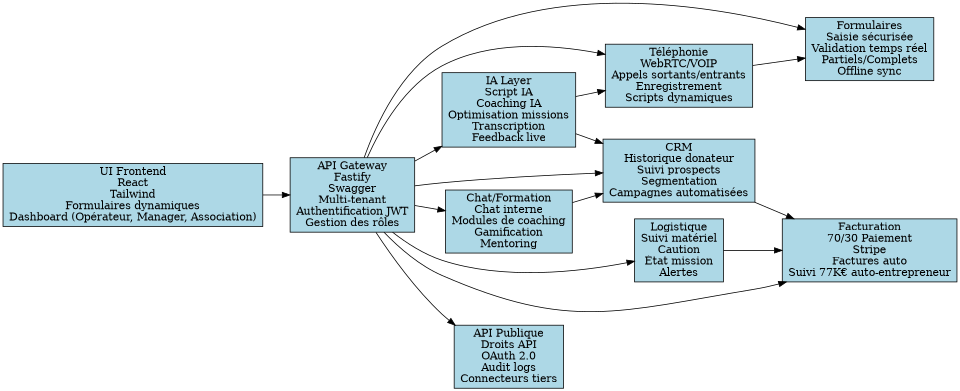 UI Frontend
React
Tailwind
Formulaires dynamiques
Dashboard (Opérateur, Manager, Association)
API Gateway
Fastify
Swagger
Multi-tenant
Authentification JWT
Gestion des rôles
IA Layer
Script IA
Coaching IA
Optimisation missions
Transcription
Feedback live
Chat/Formation
Chat interne
Modules de coaching
Gamification
Mentoring
API Publique
Droits API
OAuth 2.0
Audit logs
Connecteurs tiers
Téléphonie
WebRTC/VOIP
Appels sortants/entrants
Enregistrement
Scripts dynamiques
CRM
Historique donateur
Suivi prospects
Segmentation
Campagnes automatisées
Logistique
Suivi matériel
Caution
État mission
Alertes
Formulaires
Saisie sécurisée
Validation temps réel
Partiels/Complets
Offline sync
Facturation
70/30 Paiement
Stripe
Factures auto
Suivi 77K€ auto-entrepreneur